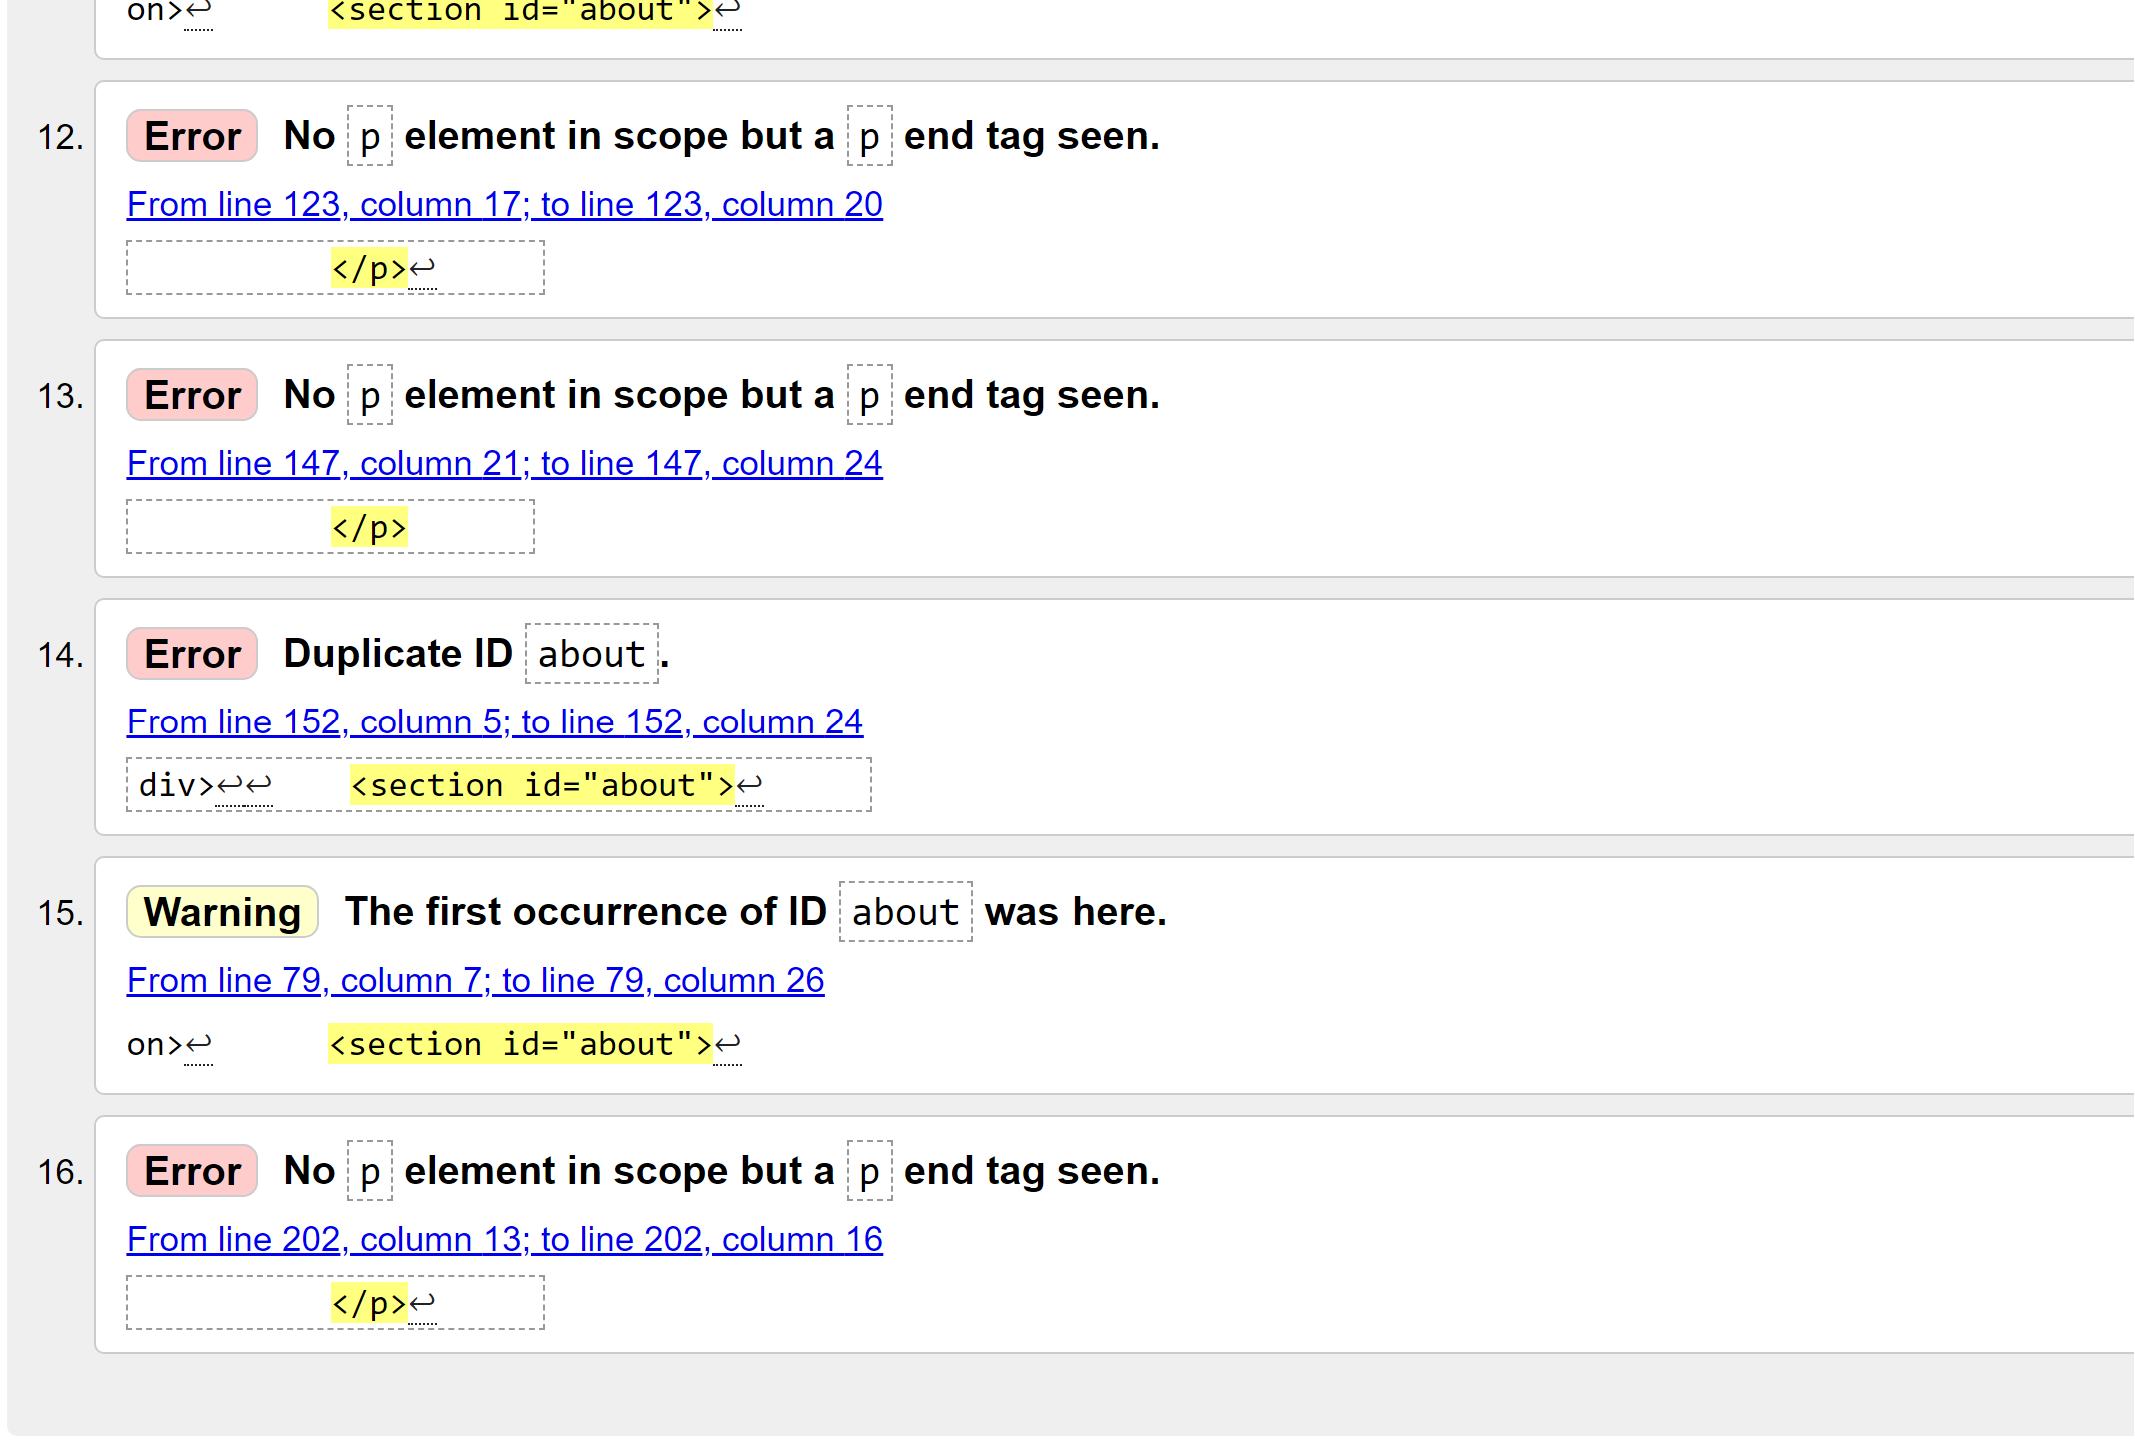 on>↩      <section id="about">↩
12. Error No p element in scope but a p end tag seen.
From line 123, column 17; to line 123, column 20
</p>↩
13. Error No p element in scope but a p end tag seen.
From line 147, column 21; to line 147, column 24
</p>
14. Error Duplicate ID about.
From line 152, column 5; to line 152, column 24
div>↩↩    <section id="about">↩
15. Warning The first occurrence of ID about was here.
From line 79, column 7; to line 79, column 26
on>↩      <section id="about">↩
16. Error No p element in scope but a p end tag seen.
From line 202, column 13; to line 202, column 16
</p>↩